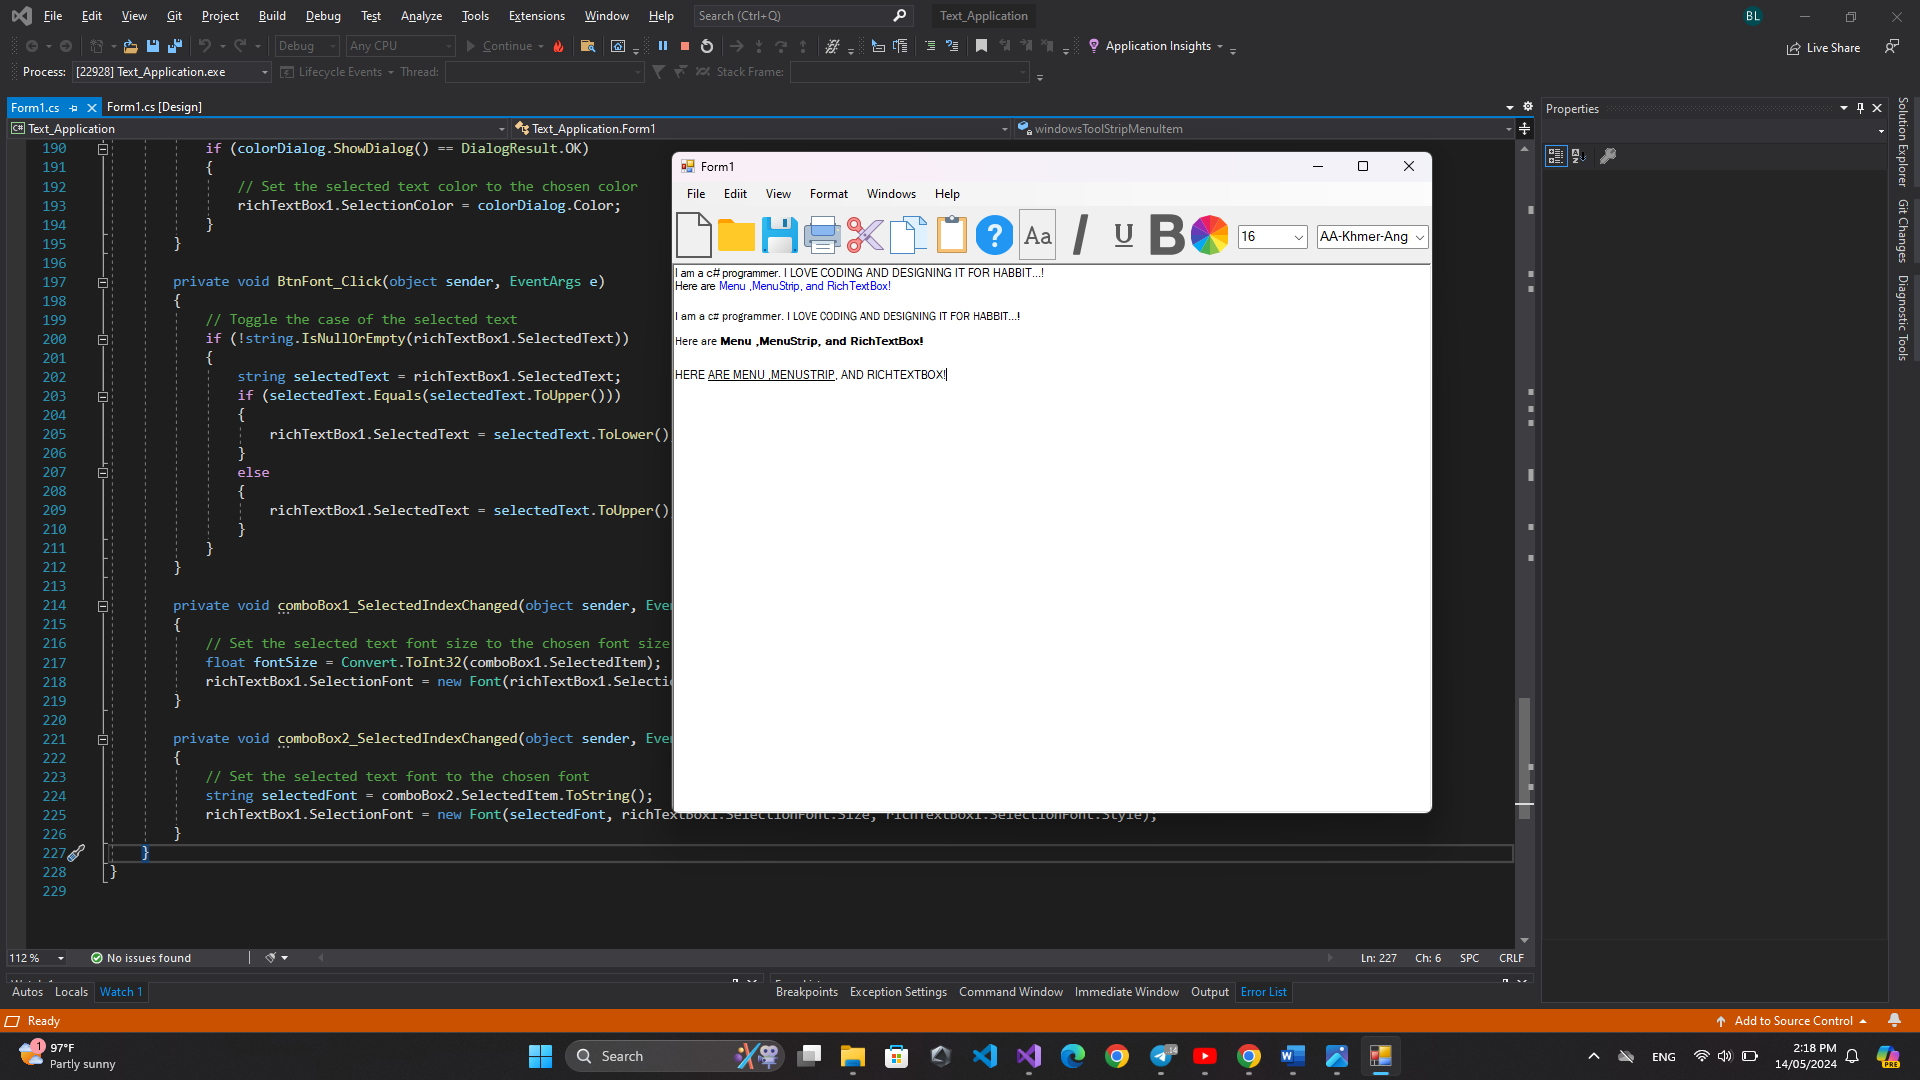 File Edit View Git Project Build Debug Test Analyze Tools Extensions Window Help Search (Ctrl+Q) Text_Application BL
Debug Any CPU Continue Application Insights Live Share
Process: [22928] Text_Application.exe Lifecycle Events Thread: Stack Frame:
Form1.cs Form1.cs [Design]
Text_Application Text_Application.Form1 windowsToolStripMenuItem
190 if (colorDialog.ShowDialog() == DialogResult.OK)
191 {
192 // Set the selected text color to the chosen color
193 richTextBox1.SelectionColor = colorDialog.Color;
194 }
195 }
196
197 private void BtnFont_Click(object sender, EventArgs e)
198 {
199 // Toggle the case of the selected text
200 if (!string.IsNullOrEmpty(richTextBox1.SelectedText))
201 {
202 string selectedText = richTextBox1.SelectedText;
203 if (selectedText.Equals(selectedText.ToUpper()))
204 {
205 richTextBox1.SelectedText = selectedText.ToLower()
206 }
207 else
208 {
209 richTextBox1.SelectedText = selectedText.ToUpper()
210 }
211 }
212 }
213
214 private void comboBox1_SelectedIndexChanged(object sender, Eve
215 {
216 // Set the selected text font size to the chosen font size
217 float fontSize = Convert.ToInt32(comboBox1.SelectedItem);
218 richTextBox1.SelectionFont = new Font(richTextBox1.Selecti
219 }
220
221 private void comboBox2_SelectedIndexChanged(object sender, Eve
222 {
223 // Set the selected text font to the chosen font
224 string selectedFont = comboBox2.SelectedItem.ToString();
225 richTextBox1.SelectionFont = new Font(selectedFont, richTextBox1.SelectionFont.Size, richTextBox1.SelectionFont.Style);
226 }
227 }
228 }
229
Form1
File Ediit View Format Windows Help
Aa I U B 16 AA-Khmer-Ang
I am a c# programmer. I LOVE CODING AND DESIGNING IT FOR HABBIT...!
Here are Menu ,MenuStrip, and RichTextBox!
I am a c# programmer. I LOVE CODING AND DESIGNING IT FOR HABBIT...!
Here are Menu ,MenuStrip, and RichTextBox!
HERE ARE MENU ,MENUSTRIP, AND RICHTEXTBOX!
Properties
Solution Explorer
Git Changes
Diagnostic Tools
112 % No issues found Ln: 227 Ch: 6 SPC CRLF
Autos Locals Watch 1 Breakpoints Exception Settings Command Window Immediate Window Output Error List
Ready Add to Source Control
1 97°F
Partly sunny
Search
14
ENG
2:18 PM
14/05/2024
PRE